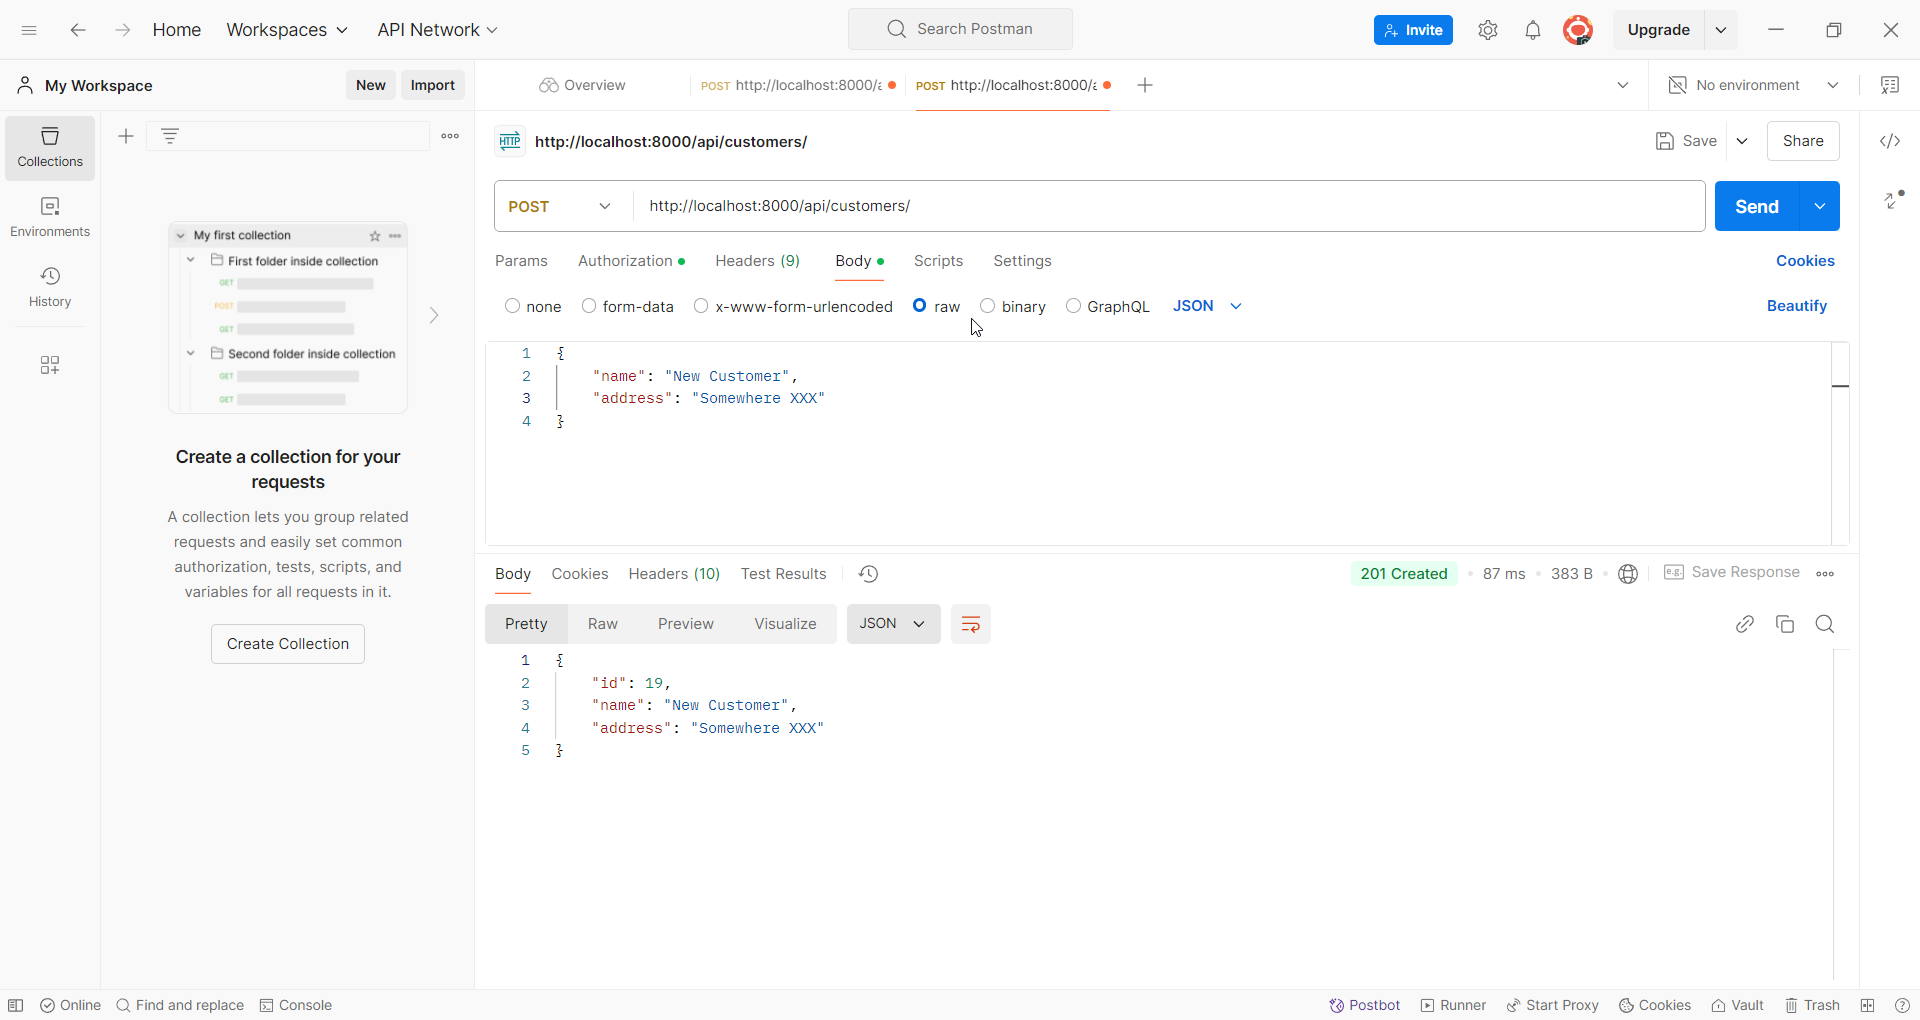 Home Workspaces API Network Search Postman Invite Upgrade
My Workspace New Import Overview POST http://localhost:8000/a POST http://localhost:8000/a No environment
Collections
Environments
History
My first collection
First folder inside collection
GET
POST
GET
Second folder inside collection
GET
GET
Create a collection for your
requests
A collection lets you group related
requests and easily set common
authorization, tests, scripts, and
variables for all requests in it.
Create Collection
HTTP http://localhost:8000/api/customers/ Save Share
POST http://localhost:8000/api/customers/ Send
Params Authorization Headers (9) Body Scripts Settings Cookies
none form-data x-www-form-urlencoded raw binary GraphQL JSON Beautify
1 {
2 "name": "New Customer",
3 "address": "Somewhere XXX"
4 }
Body Cookies Headers (10) Test Results 201 Created 87 ms 383 B e.g. Save Response
Pretty Raw Preview Visualize JSON
1 {
2 "id": 19,
3 "name": "New Customer",
4 "address": "Somewhere XXX"
5 }
Online Find and replace Console Postbot Runner Start Proxy Cookies Vault Trash